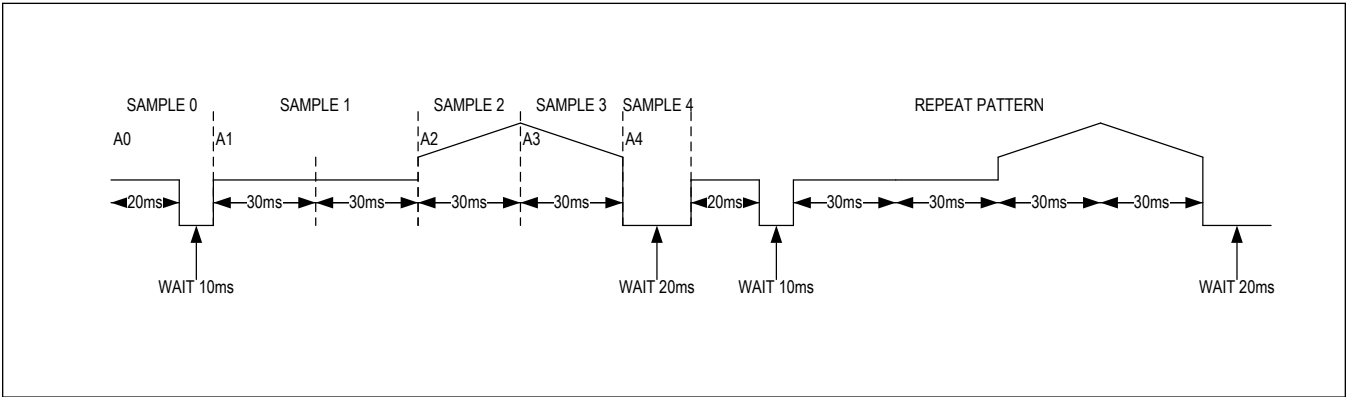 SAMPLE 0 SAMPLE 1 SAMPLE 2 SAMPLE 3 SAMPLE 4 REPEAT PATTERN
A0 A1 A2 A3 A4
20ms 30ms 30ms 30ms 30ms 20ms 30ms 30ms 30ms 30ms
WAIT 10ms WAIT 20ms WAIT 10ms WAIT 20ms